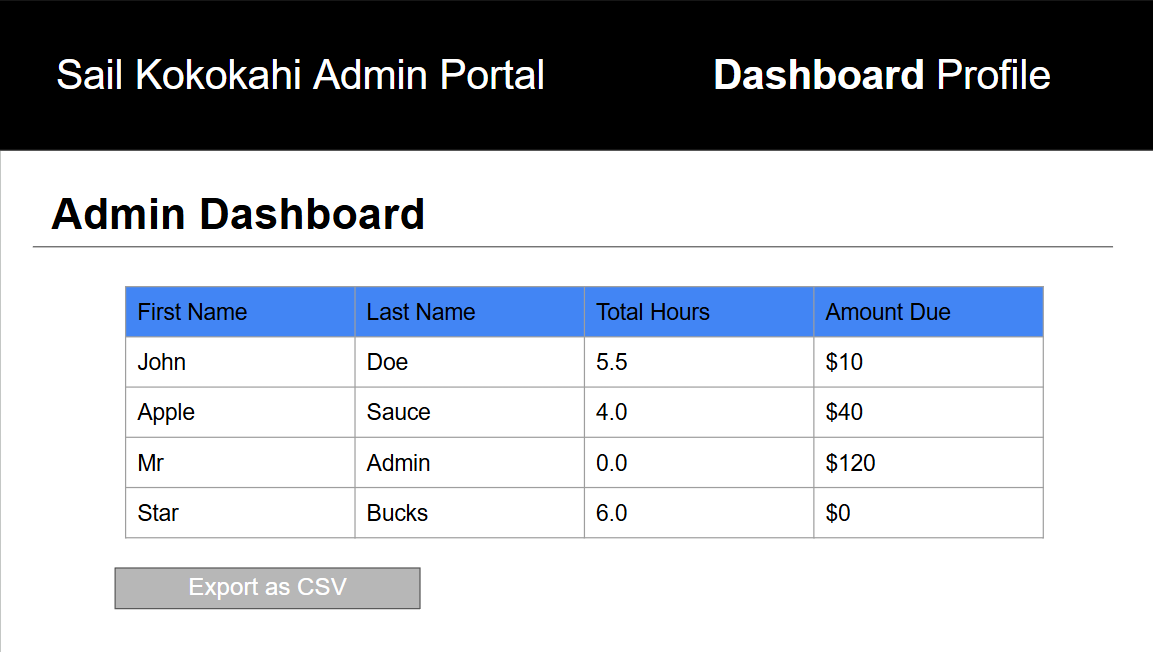 Sail Kokokahi Admin Portal Dashboard Profile
Admin Dashboard
First Name Last Name Total Hours Amount Due
John Doe 5.5 $10
Apple Sauce 4.0 $40
Mr Admin 0.0 $120
Star Bucks 6.0 $0
Export as CSV